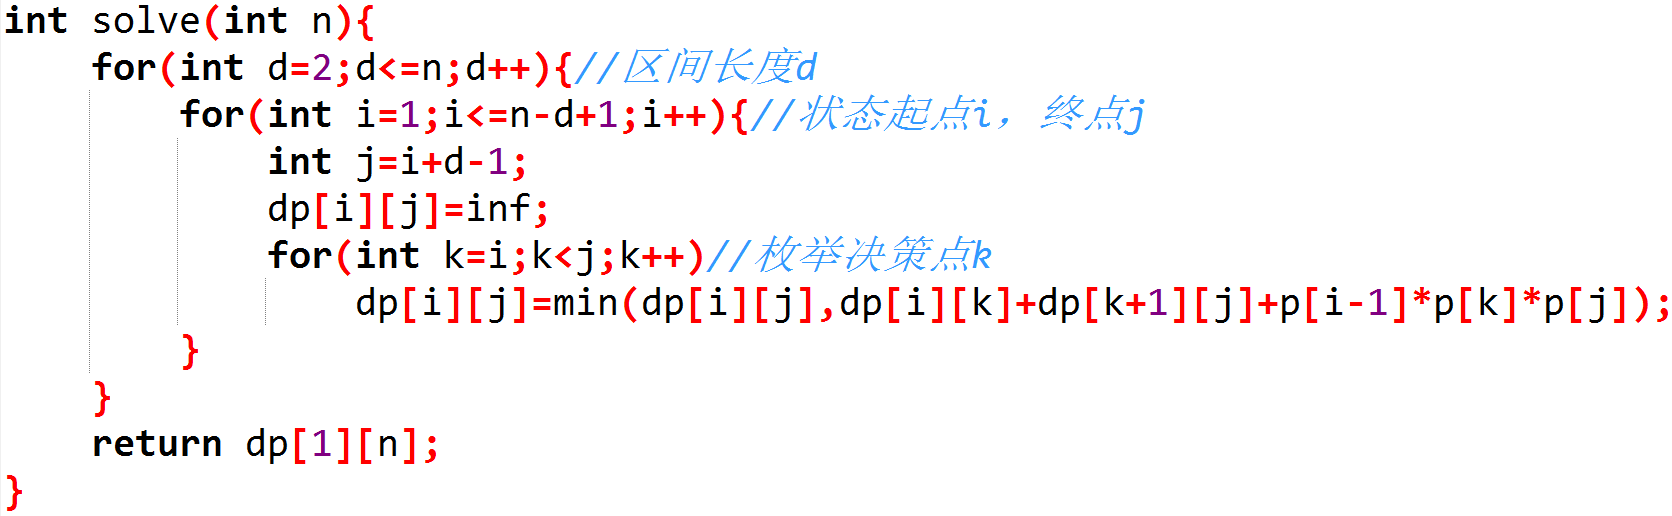 int solve(int n){
    for(int d=2;d<=n;d++){//区间长度d
        for(int i=1;i<=n-d+1;i++){//状态起点i，终点j
            int j=i+d-1;
            dp[i][j]=inf;
            for(int k=i;k<j;k++)//枚举决策点k
                dp[i][j]=min(dp[i][j],dp[i][k]+dp[k+1][j]+p[i-1]*p[k]*p[j]);
        }
    }
    return dp[1][n];
}